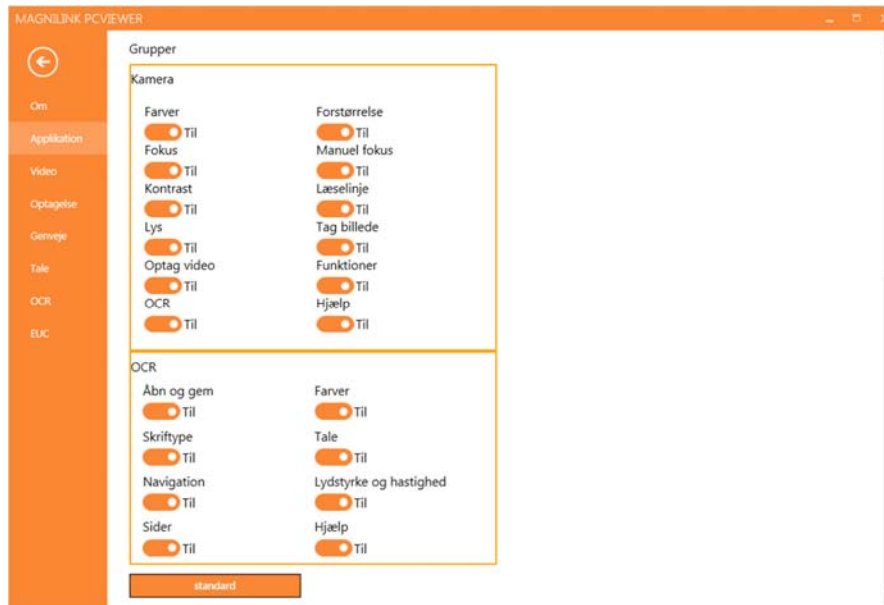 MAGNILINK PCVIEWER
Om
Applikation
Video
Optagelse
Genveje
Tale
OCR
EUC
Grupper
Kamera
Farver Forstørrelse
Til Til
Fokus Manuel fokus
Til Til
Kontrast Læselinje
Til Til
Lys Tag billede
Til Til
Optag video Funktioner
Til Til
OCR Hjælp
Til Til
OCR
Åbn og gem Farver
Til Til
Skriftype Tale
Til Til
Navigation Lydstyrke og hastighed
Til Til
Sider Hjælp
Til Til
standard